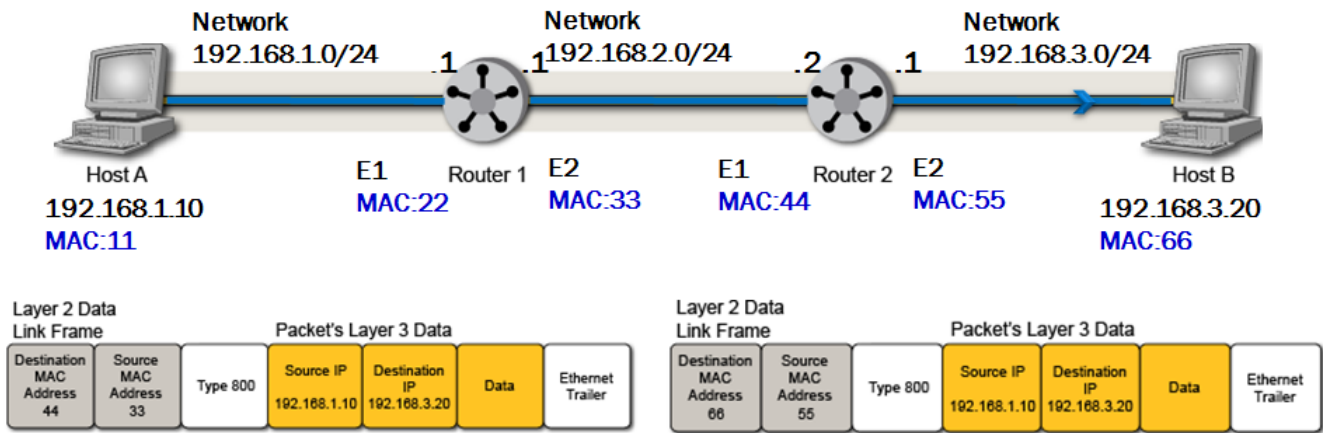 Network
192.168.1.0/24
Network
192.168.2.0/24
Network
192.168.3.0/24
.1
.1
.2
.1
Host A
192.168.1.10
MAC:11
E1
MAC:22
Router 1
E2
MAC:33
E1
MAC:44
Router 2
E2
MAC:55
Host B
192.168.3.20
MAC:66
Layer 2 Data
Link Frame
Packet's Layer 3 Data
Destination
MAC
Address
44
Source
MAC
Address
33
Type 800
Source IP
192.168.1.10
Destination
IP
192.168.3.20
Data
Ethernet
Trailer
Layer 2 Data
Link Frame
Packet's Layer 3 Data
Destination
MAC
Address
66
Source
MAC
Address
55
Type 800
Source IP
192.168.1.10
Destination
IP
192.168.3.20
Data
Ethernet
Trailer